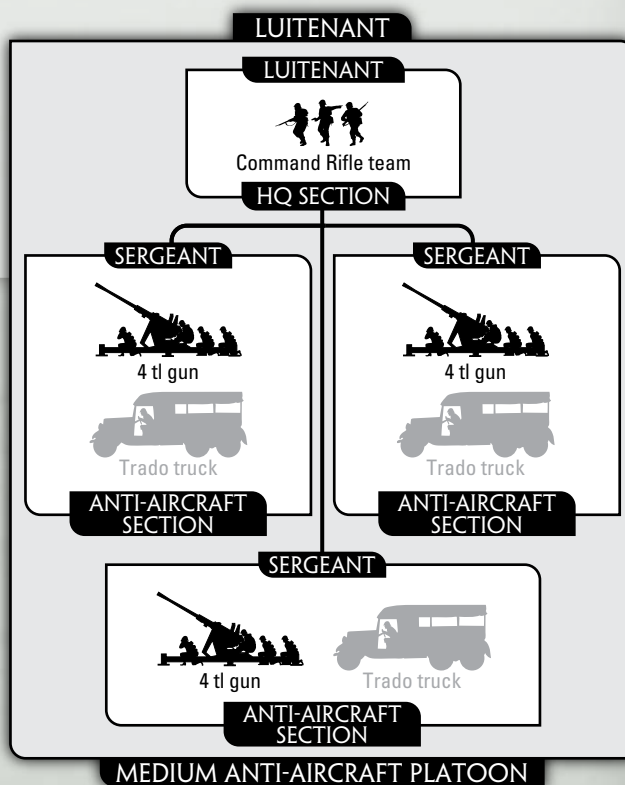 LUITENANT
LUITENANT
Command Rifle team
HQ SECTION
SERGEANT
4 tl gun
Trado truck
ANTI-AIRCRAFT
SECTION
SERGEANT
4 tl gun
Trado truck
ANTI-AIRCRAFT
SECTION
SERGEANT
4 tl gun
Trado truck
ANTI-AIRCRAFT
SECTION
MEDIUM ANTI-AIRCRAFT PLATOON